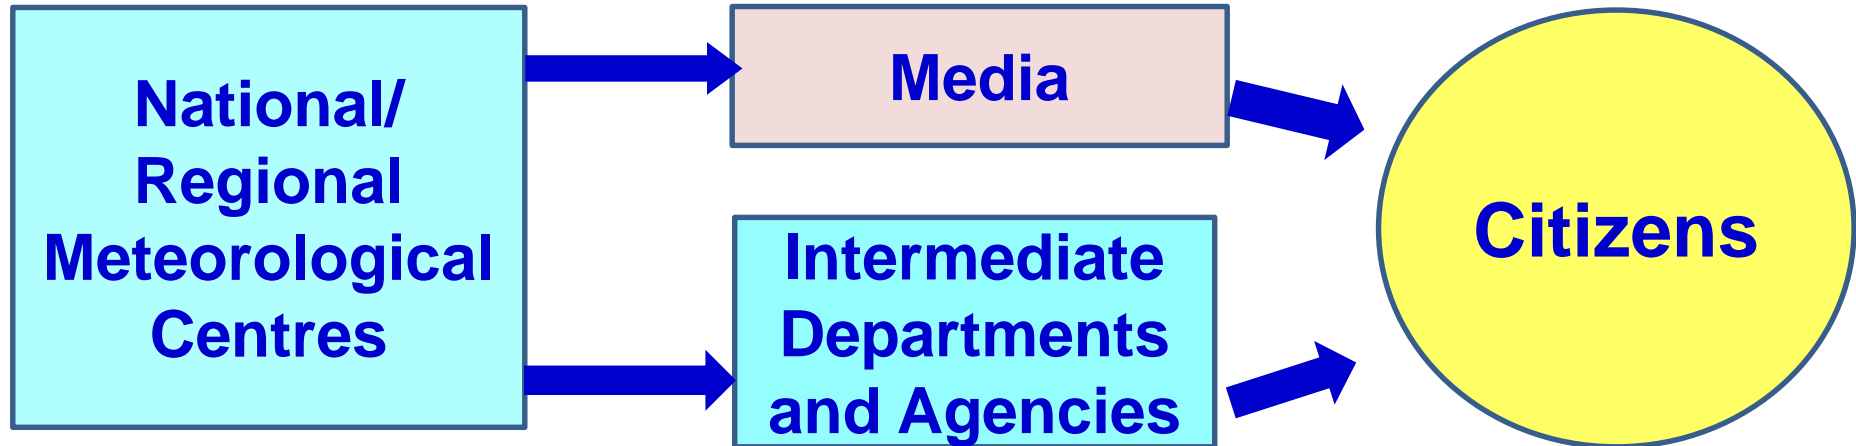 National/
Regional
Meteorological
Centres
Media
Intermediate
Departments
and Agencies
Citizens